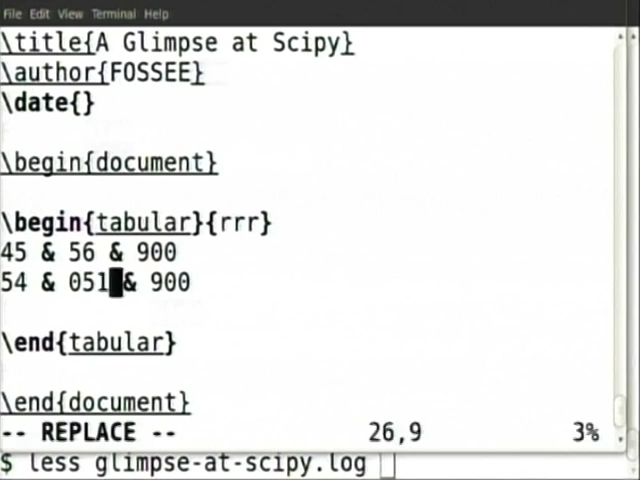 File Edit View Terminal Help
\title{A Glimpse at Scipy}
\author{FOSSEE}
\date{}
\begin{document}
\begin{tabular}{rrr}
45 & 56 & 900
54 & 051 & 900
\end{tabular}
\end{document}
-- REPLACE -- 26,9 3%
$ less glimpse-at-scipy.log